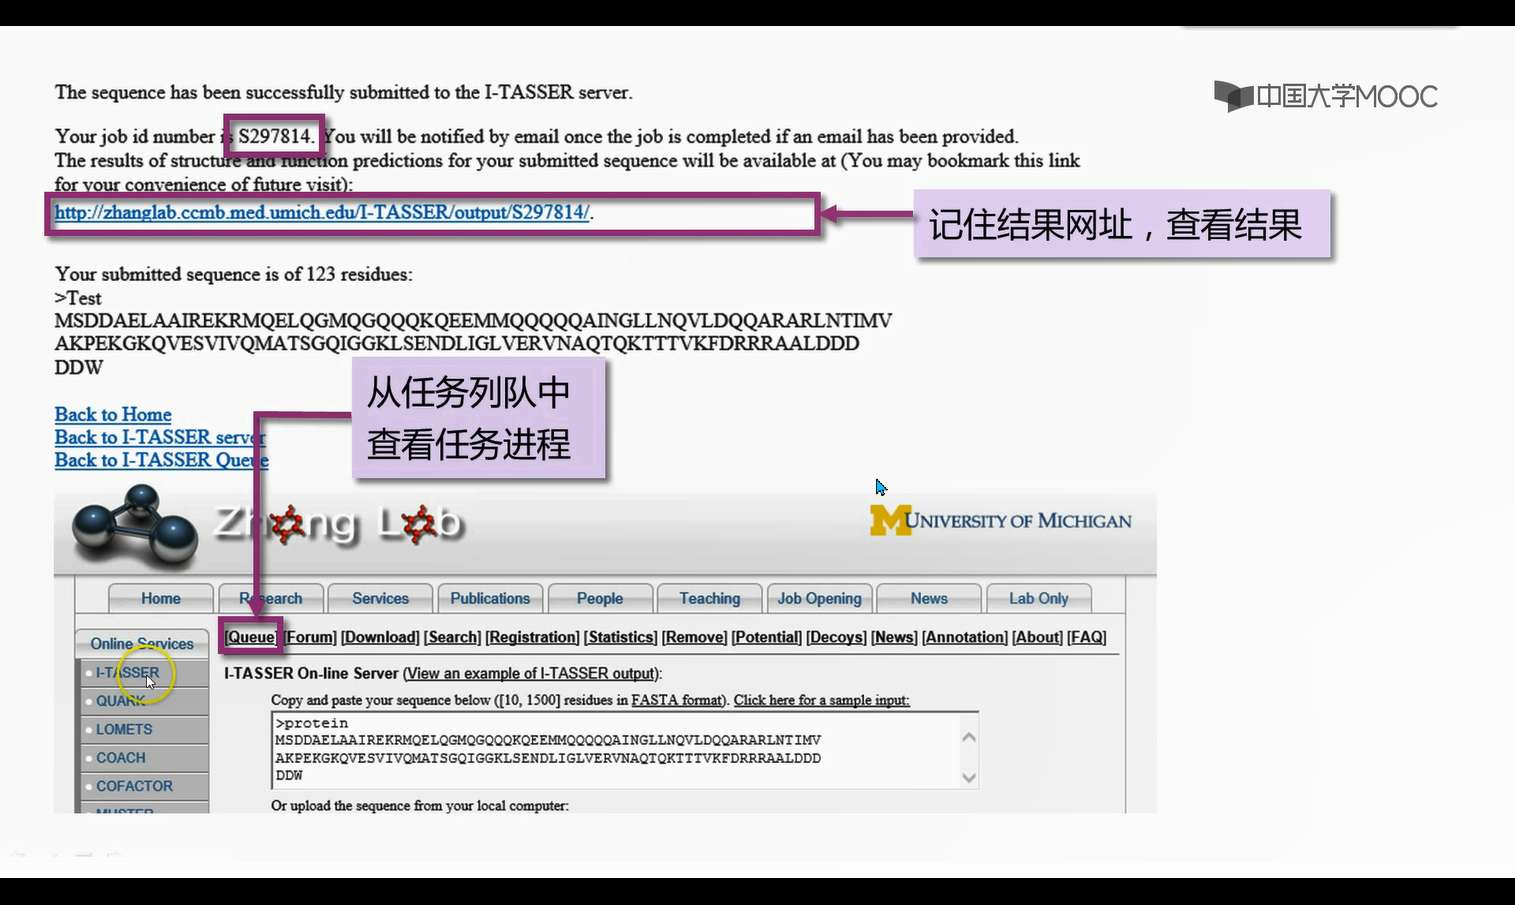 中国大学MOOC
The sequence has been successfully submitted to the I-TASSER server.
Your job id number is S297814. You will be notified by email once the job is completed if an email has been provided.
The results of structure and function predictions for your submitted sequence will be available at (You may bookmark this link
for your convenience of future visit):
http://zhanglab.ccmb.med.umich.edu/I-TASSER/output/S297814/.
记住结果网址，查看结果
Your submitted sequence is of 123 residues:
>Test
MSDDAELAAIREKRMQELQGMQGQQQKQEEMMQQQQQAINGLLNQVLDQQARARLNTIMV
AKPEKGKQVESVIVQMATSGQIGGKLSENDLIGLVERVNAQTQKTTTVKFDRRRAALDDD
DDW
从任务列队中
查看任务进程
Back to Home
Back to I-TASSER server
Back to I-TASSER Queue
Zhang Lab
UNIVERSITY OF MICHIGAN
Home Research Services Publications People Teaching Job Opening News Lab Only
Online Services
I-TASSER
QUARK
LOMETS
COACH
COFACTOR
MUSTER
[Queue] [Forum] [Download] [Search] [Registration] [Statistics] [Remove] [Potential] [Decoys] [News] [Annotation] [About] [FAQ]
I-TASSER On-line Server (View an example of I-TASSER output):
Copy and paste your sequence below ([10, 1500] residues in FASTA format). Click here for a sample input:
>protein
MSDDAELAAIREKRMQELQGMQGQQQKQEEMMQQQQQAINGLLNQVLDQQARARLNTIMV
AKPEKGKQVESVIVQMATSGQIGGKLSENDLIGLVERVNAQTQKTTTVKFDRRRAALDDD
DDW
Or upload the sequence from your local computer: